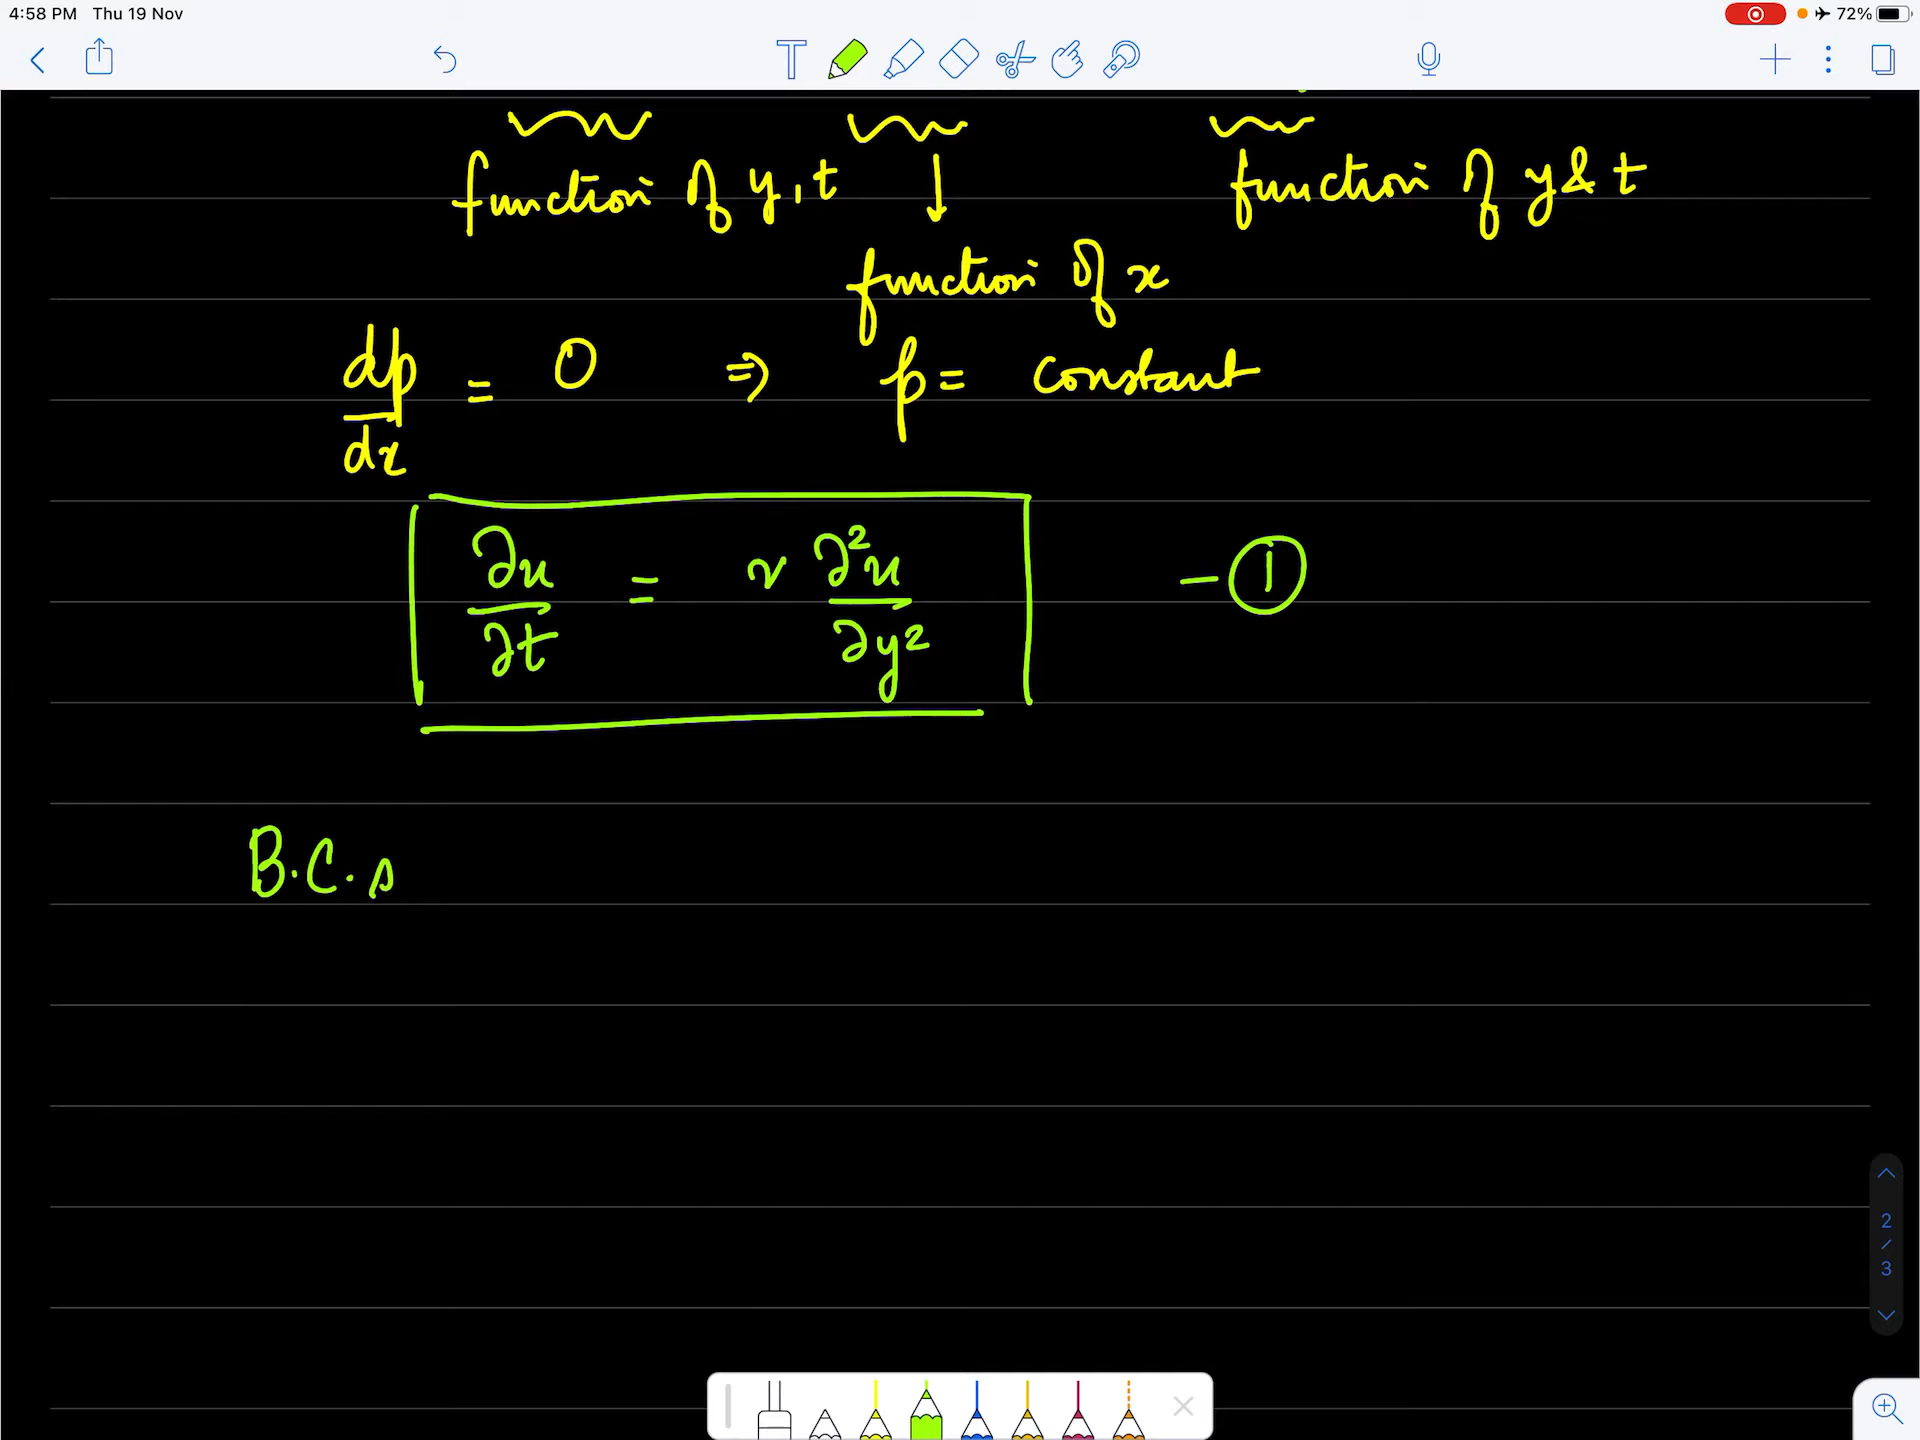 4:58 PM Thu 19 Nov
72%
T
function of y, t
function of y & t
function of x
dp/dx = 0 ⇒ p = constant
∂u/∂t = ν ∂²u/∂y² - ①
B.C.s
2
/
3